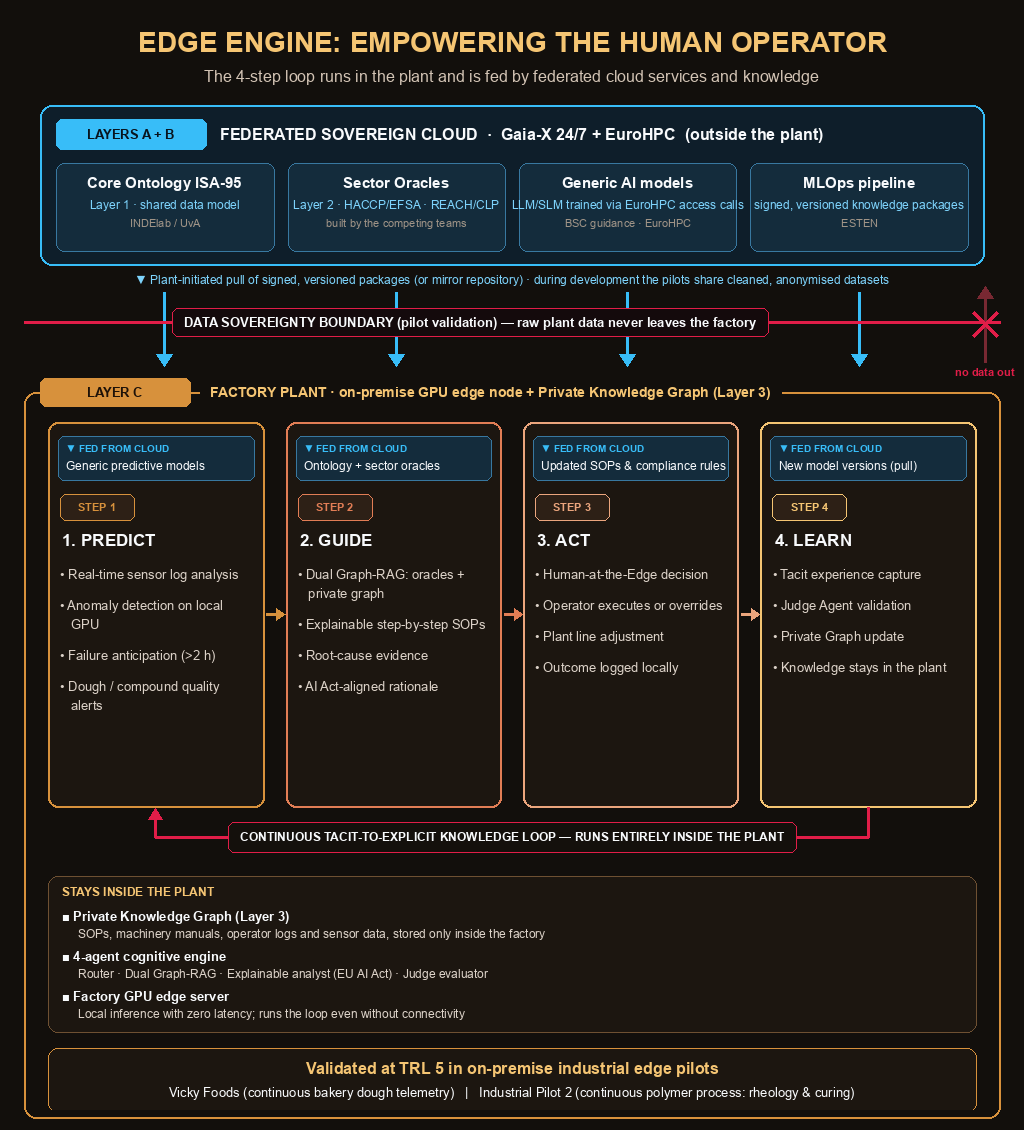 EDGE ENGINE: EMPOWERING THE HUMAN OPERATOR
The 4-step loop runs in the plant and is fed by federated cloud services and knowledge
LAYERS A + B
FEDERATED SOVEREIGN CLOUD · Gaia-X 24/7 + EuroHPC (outside the plant)
Core Ontology ISA-95
Layer 1 · shared data model
INDElab / UvA
Sector Oracles
Layer 2 · HACCP/EFSA · REACH/CLP
built by the competing teams
Generic AI models
LLM/SLM trained via EuroHPC access calls
BSC guidance · EuroHPC
MLOps pipeline
signed, versioned knowledge packages
ESTEN
▼ Plant-initiated pull of signed, versioned packages (or mirror repository) · during development the pilots share cleaned, anonymised datasets
DATA SOVEREIGNTY BOUNDARY (pilot validation) — raw plant data never leaves the factory
no data out
LAYER C
FACTORY PLANT · on-premise GPU edge node + Private Knowledge Graph (Layer 3)
▼ FED FROM CLOUD
Generic predictive models
STEP 1
1. PREDICT
• Real-time sensor log analysis
• Anomaly detection on local
GPU
• Failure anticipation (>2 h)
• Dough / compound quality
alerts
▼ FED FROM CLOUD
Ontology + sector oracles
STEP 2
2. GUIDE
• Dual Graph-RAG: oracles +
private graph
• Explainable step-by-step SOPs
• Root-cause evidence
• AI Act-aligned rationale
▼ FED FROM CLOUD
Updated SOPs & compliance rules
STEP 3
3. ACT
• Human-at-the-Edge decision
• Operator executes or overrides
• Plant line adjustment
• Outcome logged locally
▼ FED FROM CLOUD
New model versions (pull)
STEP 4
4. LEARN
• Tacit experience capture
• Judge Agent validation
• Private Graph update
• Knowledge stays in the plant
CONTINUOUS TACIT-TO-EXPLICIT KNOWLEDGE LOOP — RUNS ENTIRELY INSIDE THE PLANT
STAYS INSIDE THE PLANT
■ Private Knowledge Graph (Layer 3)
SOPs, machinery manuals, operator logs and sensor data, stored only inside the factory
■ 4-agent cognitive engine
Router · Dual Graph-RAG · Explainable analyst (EU AI Act) · Judge evaluator
■ Factory GPU edge server
Local inference with zero latency; runs the loop even without connectivity
Validated at TRL 5 in on-premise industrial edge pilots
Vicky Foods (continuous bakery dough telemetry) | Industrial Pilot 2 (continuous polymer process: rheology & curing)